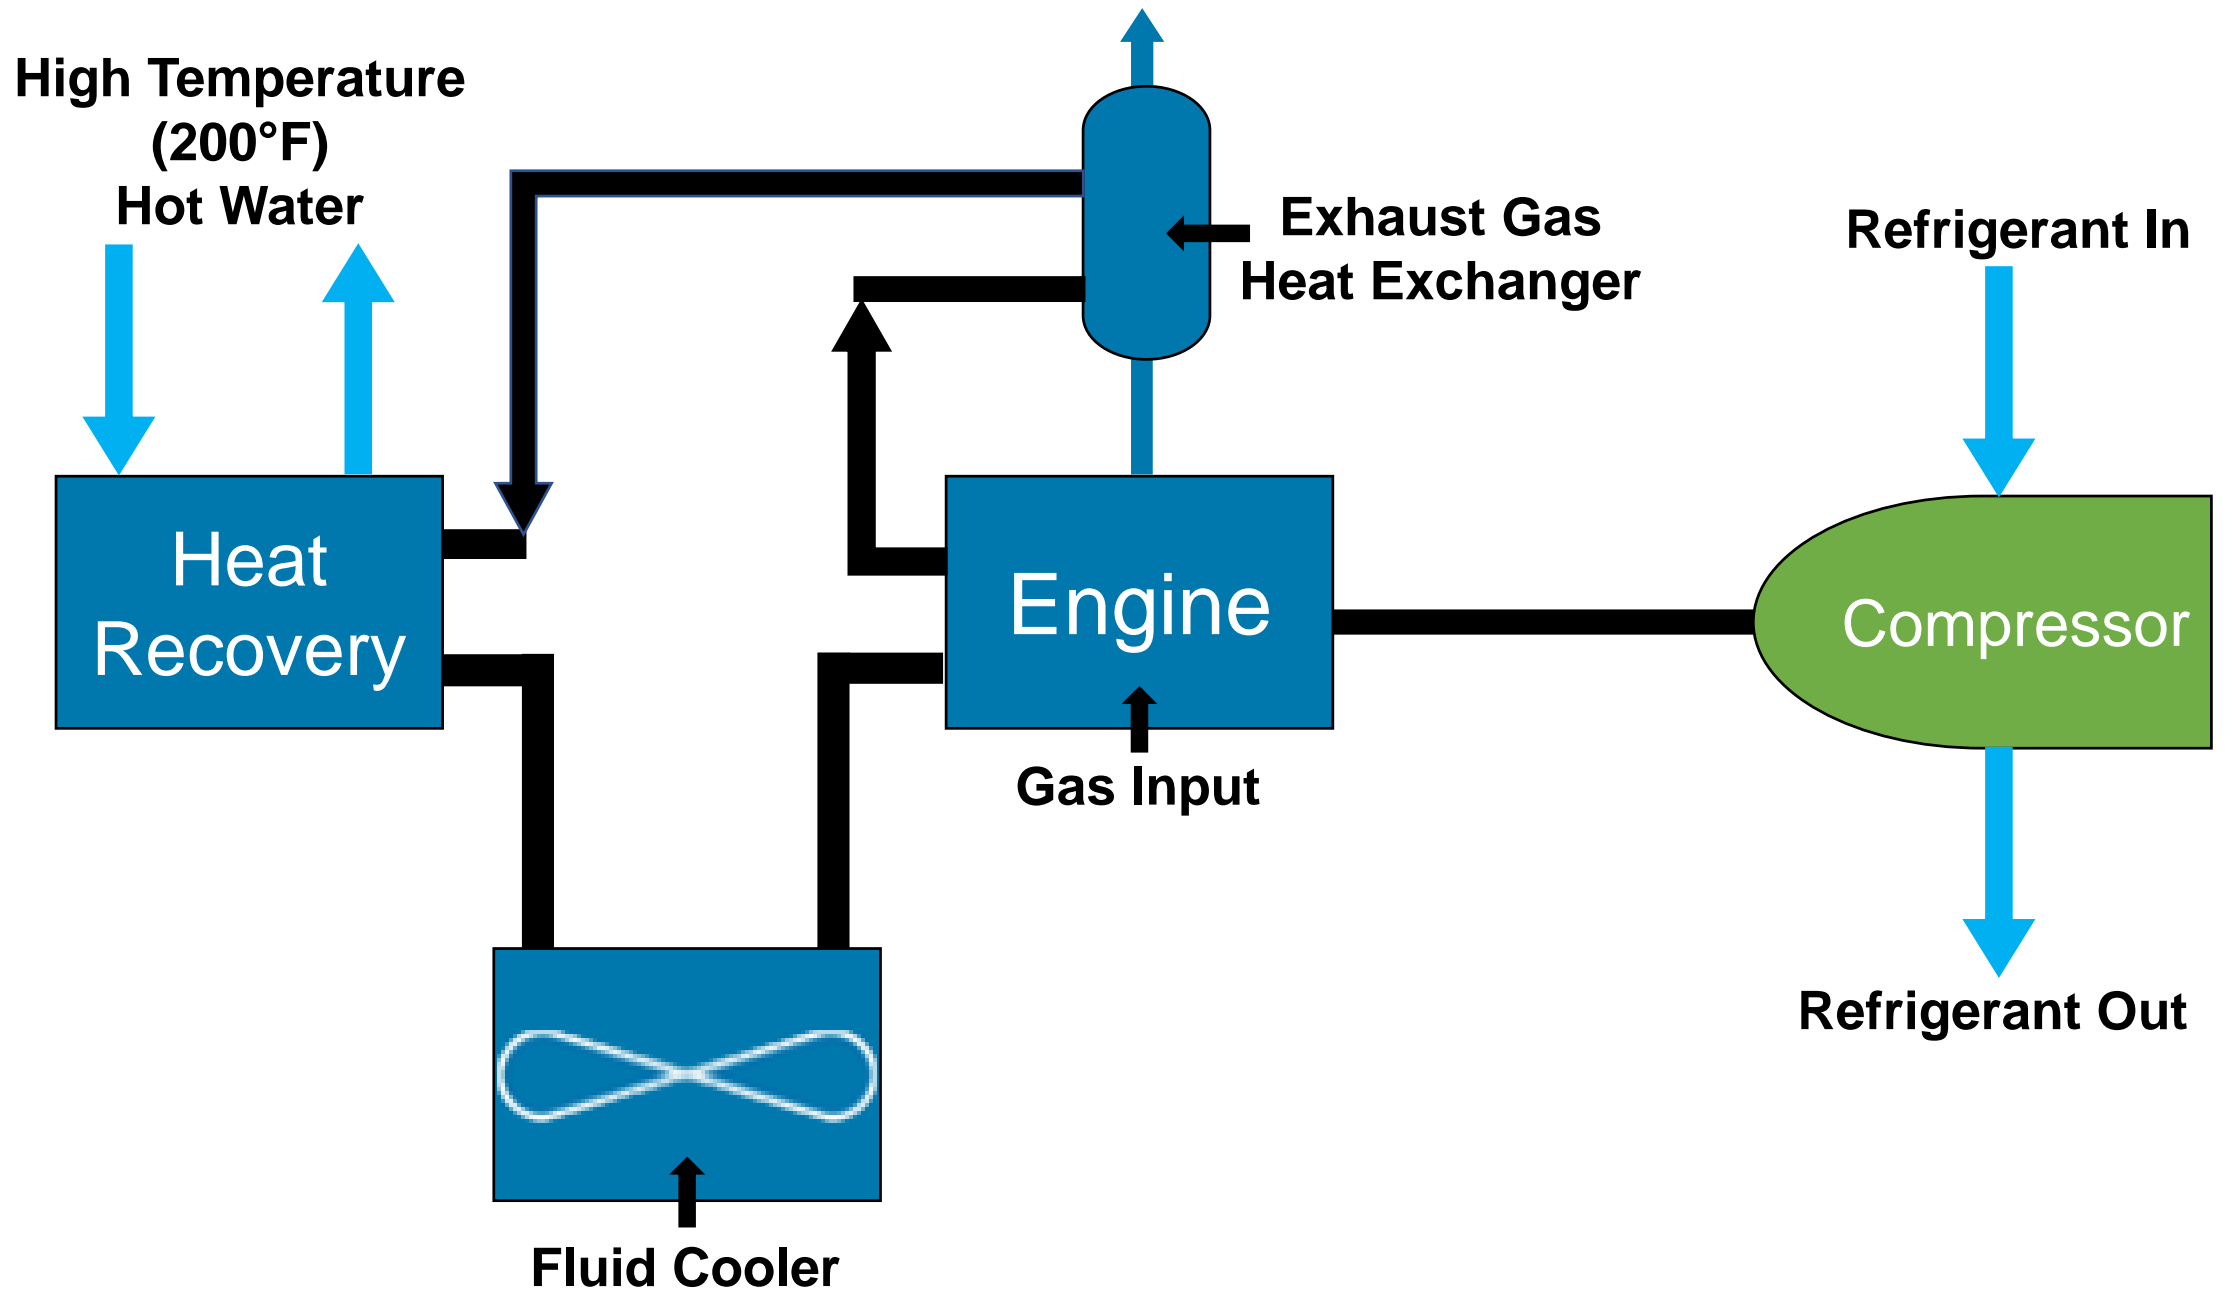 High Temperature
(200°F)
Hot Water
Exhaust Gas
Heat Exchanger
Refrigerant In
Heat
Recovery
Engine
Compressor
Gas Input
Refrigerant Out
Fluid Cooler